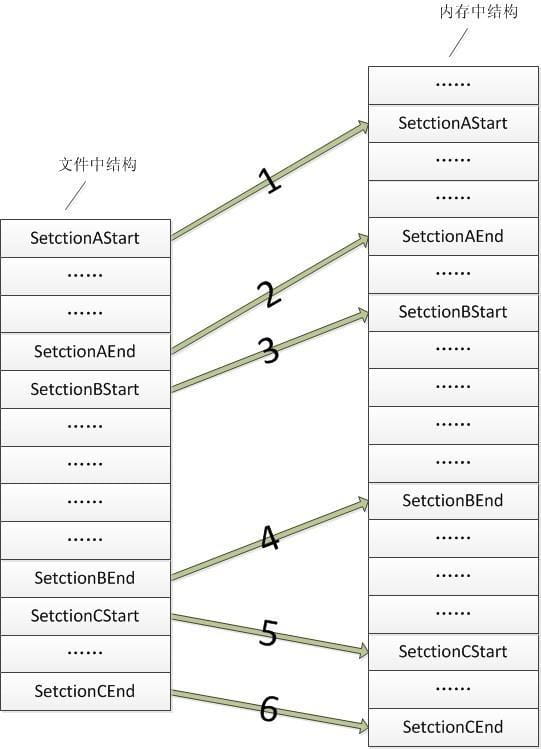 文件中结构
SetctionAStart
……
……
SetctionAEnd
SetctionBStart
……
……
……
……
SetctionBEnd
SetctionCStart
……
SetctionCEnd
1
2
3
4
5
6
内存中结构
……
SetctionAStart
……
……
SetctionAEnd
……
SetctionBStart
……
……
……
……
SetctionBEnd
……
……
……
SetctionCStart
……
SetctionCEnd